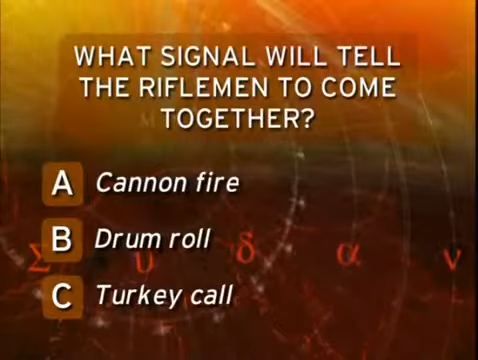 WHAT SIGNAL WILL TELL
THE RIFLEMEN TO COME
TOGETHER?
A Cannon fire
B Drum roll
C Turkey call
Σ υ δ α ν